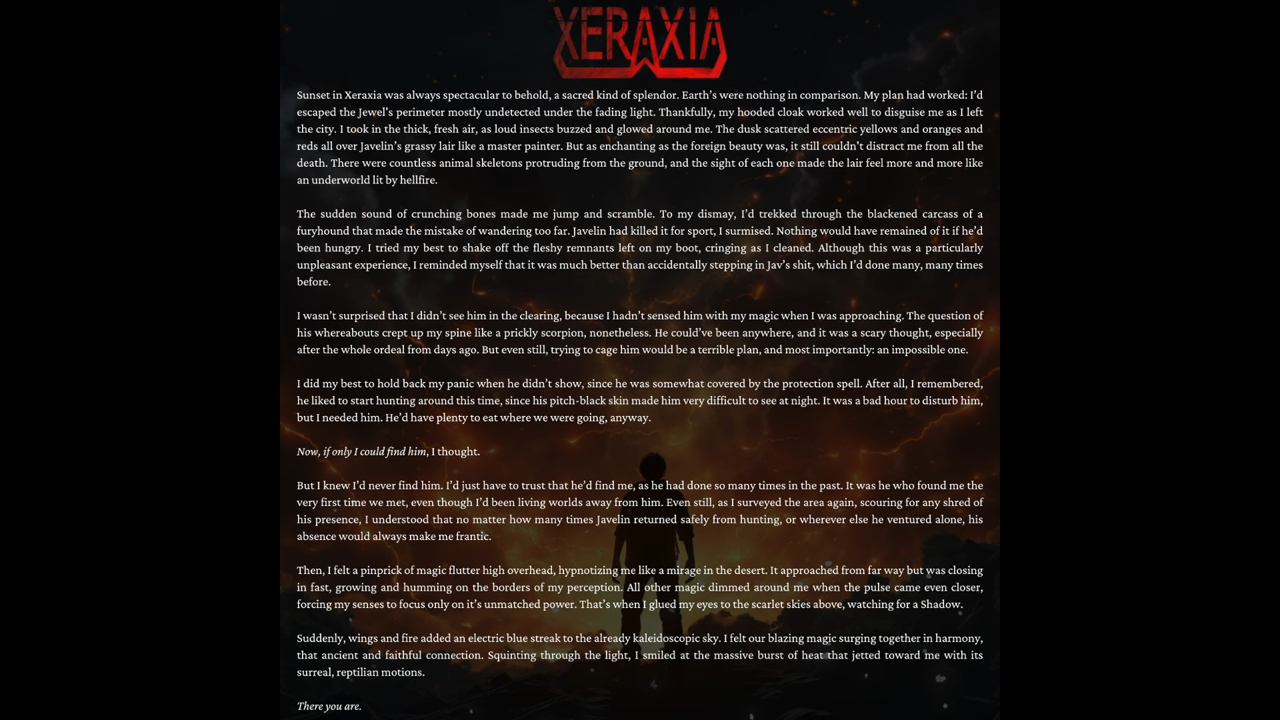 XERAXIA
Sunset in Xeraxia was always spectacular to behold, a sacred kind of splendor. Earth's were nothing in comparison. My plan had worked: I'd
escaped the Jewel's perimeter mostly undetected under the fading light. Thankfully, my hooded cloak worked well to disguise me as I left
the city. I took in the thick, fresh air, as loud insects buzzed and glowed around me. The dusk scattered eccentric yellows and oranges and
reds all over Javelin's grassy lair like a master painter. But as enchanting as the foreign beauty was, it still couldn't distract me from all the
death. There were countless animal skeletons protruding from the ground, and the sight of each one made the lair feel more and more like
an underworld lit by hellfire.
The sudden sound of crunching bones made me jump and scramble. To my dismay, I'd trekked through the blackened carcass of a
furyhound that made the mistake of wandering too far. Javelin had killed it for sport, I surmised. Nothing would have remained of it if he'd
been hungry. I tried my best to shake off the fleshy remnants left on my boot, cringing as I cleaned. Although this was a particularly
unpleasant experience, I reminded myself that it was much better than accidentally stepping in Jav's shit, which I'd done many, many times
before.
I wasn't surprised that I didn't see him in the clearing, because I hadn't sensed him with my magic when I was approaching. The question of
his whereabouts crept up my spine like a prickly scorpion, nonetheless. He could've been anywhere, and it was a scary thought, especially
after the whole ordeal from days ago. But even still, trying to cage him would be a terrible plan, and most importantly: an impossible one.
I did my best to hold back my panic when he didn't show, since he was somewhat covered by the protection spell. After all, I remembered,
he liked to start hunting around this time, since his pitch-black skin made him very difficult to see at night. It was a bad hour to disturb him,
but I needed him. He'd have plenty to eat where we were going, anyway.
Now, if only I could find him, I thought.
But I knew I'd never find him. I'd just have to trust that he'd find me, as he had done so many times in the past. It was he who found me the
very first time we met, even though I'd been living worlds away from him. Even still, as I surveyed the area again, scouring for any shred of
his presence, I understood that no matter how many times Javelin returned safely from hunting, or wherever else he ventured alone, his
absence would always make me frantic.
Then, I felt a pinprick of magic flutter high overhead, hypnotizing me like a mirage in the desert. It approached from far way but was closing
in fast, growing and humming on the borders of my perception. All other magic dimmed around me when the pulse came even closer,
forcing my senses to focus only on it's unmatched power. That's when I glued my eyes to the scarlet skies above, watching for a Shadow.
Suddenly, wings and fire added an electric blue streak to the already kaleidoscopic sky. I felt our blazing magic surging together in harmony,
that ancient and faithful connection. Squinting through the light, I smiled at the massive burst of heat that jetted toward me with its
surreal, reptilian motions.
There you are.